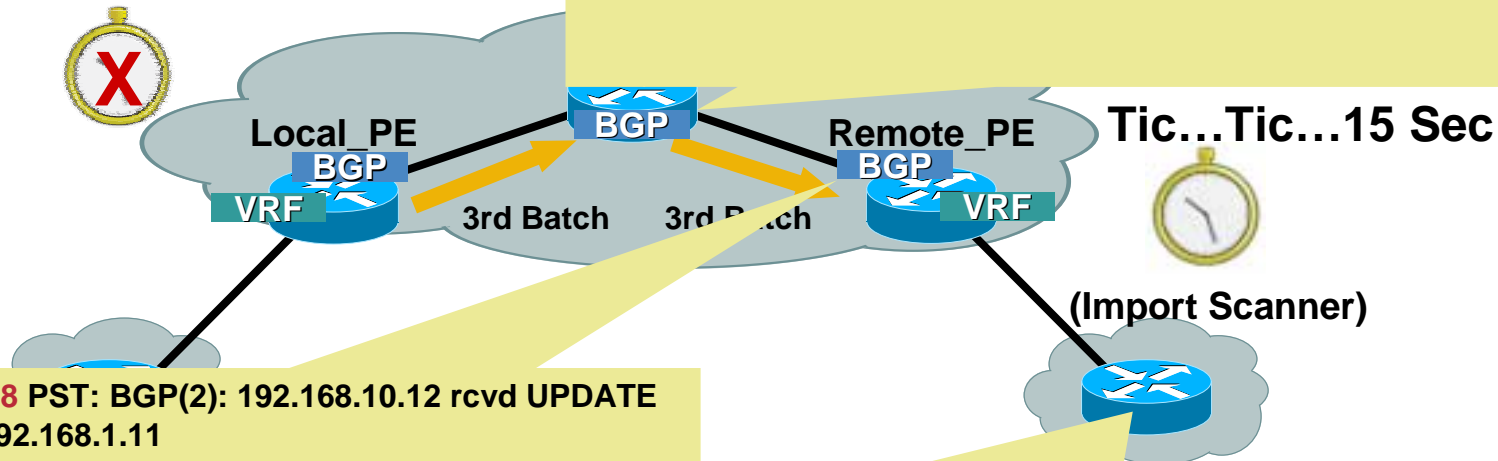 X
Local_PE
BGP
VRF
BGP
Remote_PE
BGP
VRF
Tic…Tic…15 Sec
3rd Batch
3rd
(Import Scanner)
8 PST: BGP(2): 192.168.10.12 rcvd UPDATE
92.168.1.11